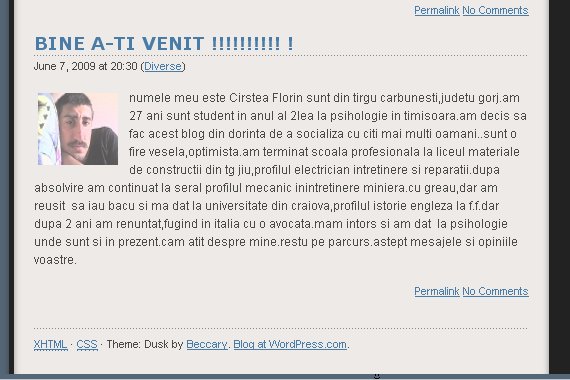 Permalink No Comments
BINE A-TI VENIT !!!!!!!!!! !
June 7, 2009 at 20:30 (Diverse)
numele meu este Cirstea Florin sunt din tirgu carbunesti,judetu gorj.am
27 ani sunt student in anul al 2lea la psihologie in timisoara.am decis sa
fac acest blog din dorinta de a socializa cu citi mai multi oamani..sunt o
fire vesela,optimista.am terminat scoala profesionala la liceul materiale
de constructii din tg jiu,profilul electrician intretinere si reparatii.dupa
absolvire am continuat la seral profilul mecanic inintretinere miniera.cu greau,dar am
reusit sa iau bacu si ma dat la universitate din craiova,profilul istorie engleza la f.f.dar
dupa 2 ani am renuntat,fugind in italia cu o avocata.mam intors si am dat la psihologie
unde sunt si in prezent.cam atit despre mine.restu pe parcurs.astept mesajele si opiniile
voastre.
Permalink No Comments
XHTML · CSS · Theme: Dusk by Beccary. Blog at WordPress.com.